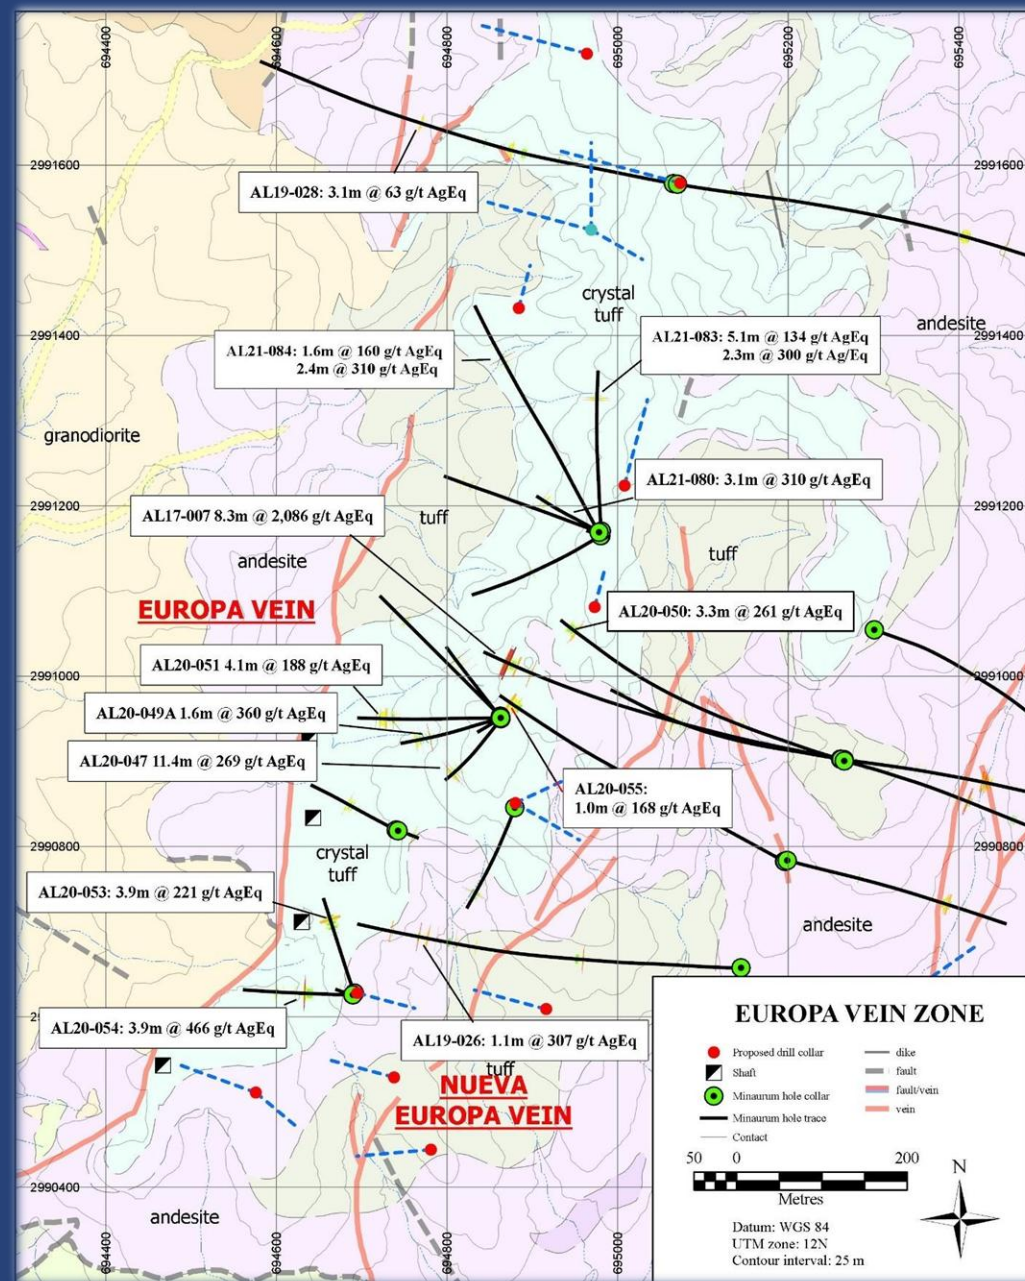 694400
694600
694800
695000
695200
695400
2991600
2991600
AL19-028: 3.1m @ 63 g/t AgEq
crystal
tuff
2991400
2991400
andesite
AL21-084: 1.6m @ 160 g/t AgEq
2.4m @ 310 g/t AgEq
AL21-083: 5.1m @ 134 g/t AgEq
2.3m @ 300 g/t Ag/Eq
granodiorite
AL21-080: 3.1m @ 310 g/t AgEq
2991200
2991200
AL17-007 8.3m @ 2,086 g/t AgEq
tuff
tuff
andesite
EUROPA VEIN
AL20-050: 3.3m @ 261 g/t AgEq
AL20-051 4.1m @ 188 g/t AgEq
2991000
2991000
AL20-049A 1.6m @ 360 g/t AgEq
AL20-047 11.4m @ 269 g/t AgEq
AL20-055:
1.0m @ 168 g/t AgEq
2990800
2990800
crystal
tuff
AL20-053: 3.9m @ 221 g/t AgEq
andesite
AL20-054: 3.9m @ 466 g/t AgEq
AL19-026: 1.1m @ 307 g/t AgEq
tuff
NUEVA
EUROPA VEIN
2990400
andesite
694400
694600
694800
695000
EUROPA VEIN ZONE
Proposed drill collar
Shaft
Minaurum hole collar
Minaurum hole trace
Contact
dike
fault
fault/vein
vein
50 0 200
Metres
N
Datum: WGS 84
UTM zone: 12N
Contour interval: 25 m